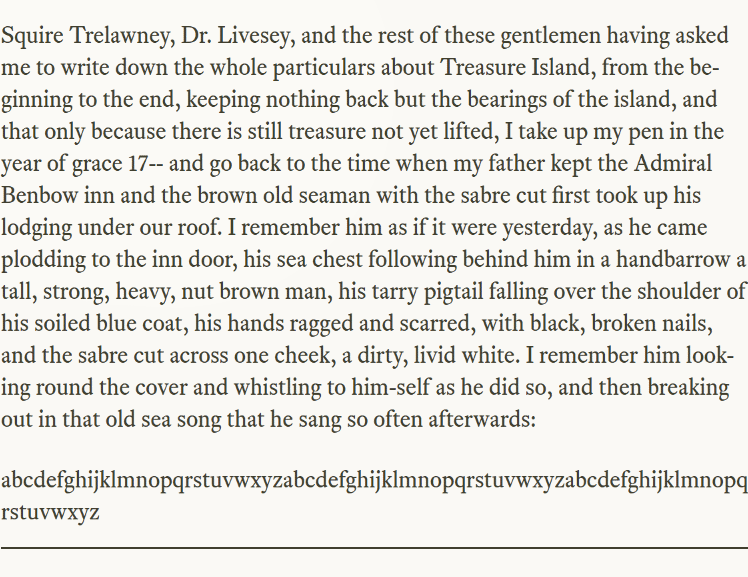 Squire Trelawney, Dr. Livesey, and the rest of these gentlemen having asked
me to write down the whole particulars about Treasure Island, from the be-
ginning to the end, keeping nothing back but the bearings of the island, and
that only because there is still treasure not yet lifted, I take up my pen in the
year of grace 17-- and go back to the time when my father kept the Admiral
Benbow inn and the brown old seaman with the sabre cut first took up his
lodging under our roof. I remember him as if it were yesterday, as he came
plodding to the inn door, his sea chest following behind him in a handbarrow a
tall, strong, heavy, nut brown man, his tarry pigtail falling over the shoulder of
his soiled blue coat, his hands ragged and scarred, with black, broken nails,
and the sabre cut across one cheek, a dirty, livid white. I remember him look-
ing round the cover and whistling to him-self as he did so, and then breaking
out in that old sea song that he sang so often afterwards:

abcdefghijklmnopqrstuvwxyzabcdefghijklmnopqrstuvwxyzabcdefghijklmnopq
rstuvwxyz